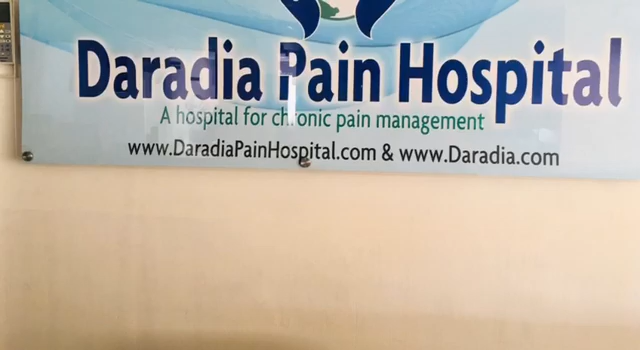 Daradia Pain Hospital
A hospital for chronic pain management
www.DaradiaPainHospital.com & www.Daradia.com